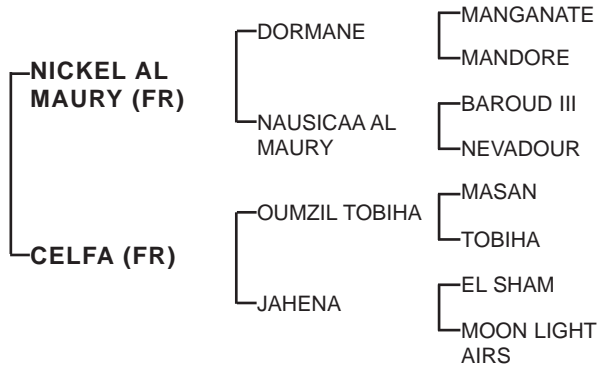 NICKEL AL
MAURY (FR)
CELFA (FR)
DORMANE
NAUSICAA AL
MAURY
OUMZIL TOBIHA
JAHENA
MANGANATE
MANDORE
BAROUD III
NEVADOUR
MASAN
TOBIHA
EL SHAM
MOON LIGHT
AIRS